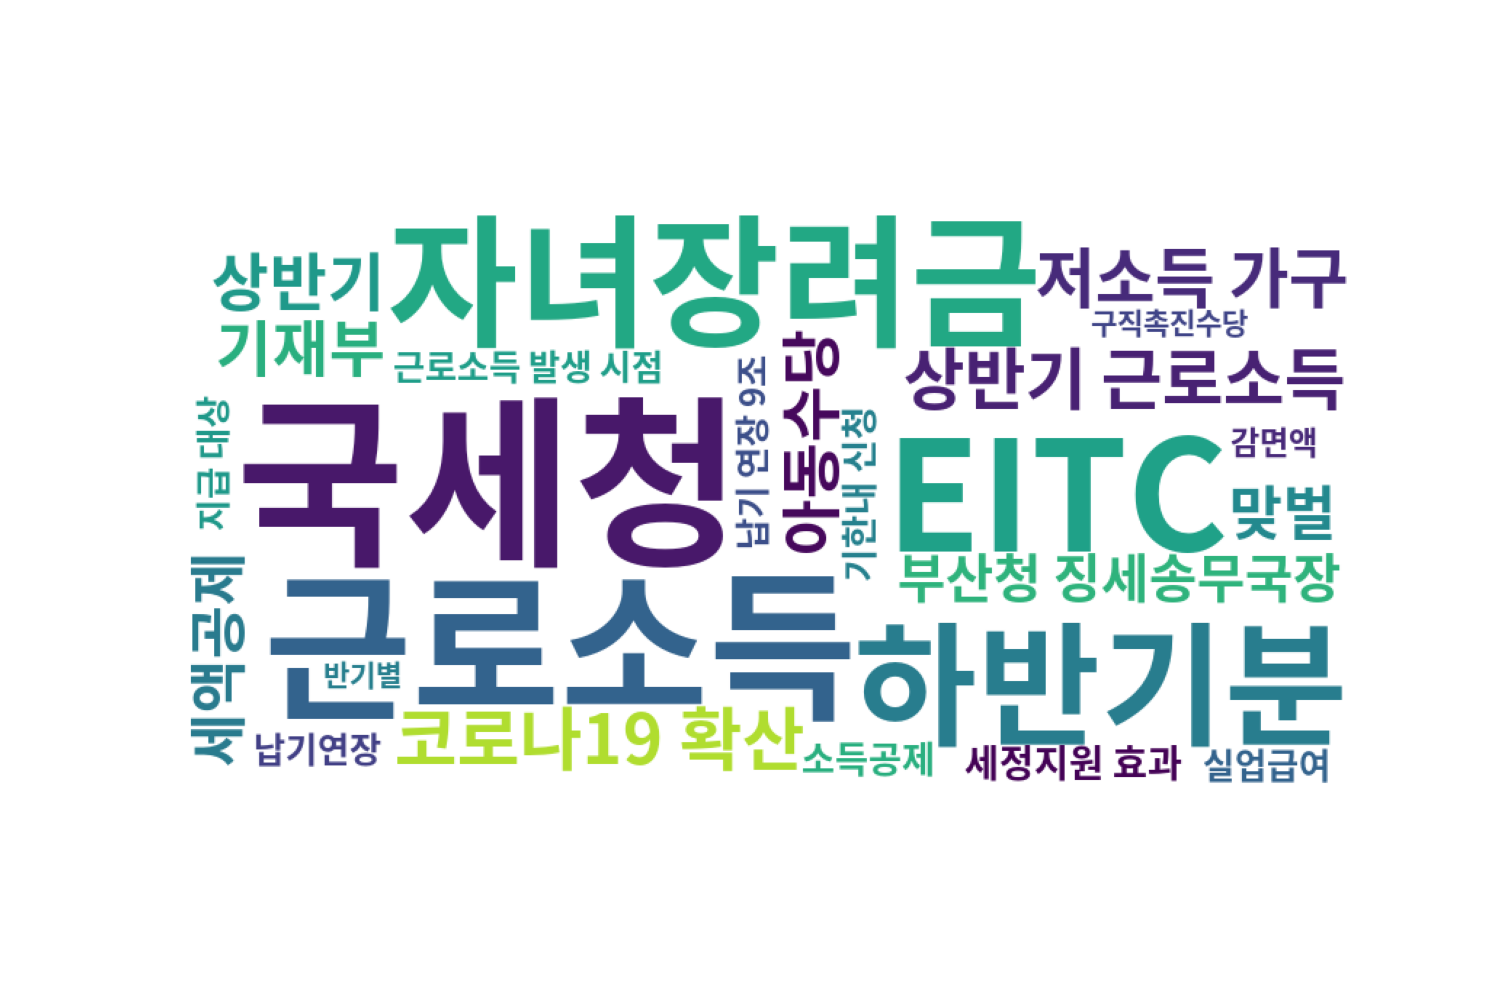 자녀장려금
상반기
저소득 가구
구직촉진수당
기재부
근로소득 발생 시점
상반기 근로소득
아동수당
납기 연장 9조
지급 대상
국세청
기한내 신청
EITC
감면액
맞벌
부산청 징세송무국장
세액공제
근로소득
반기별
하반기분
코로나19 확산
납기연장
소득공제
세정지원 효과
실업급여